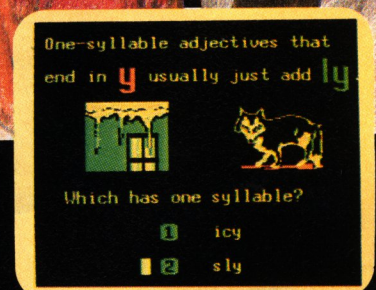 One-syllable adjectives that
end in y usually just add ly.
Which has one syllable?
1 icy
2 sly